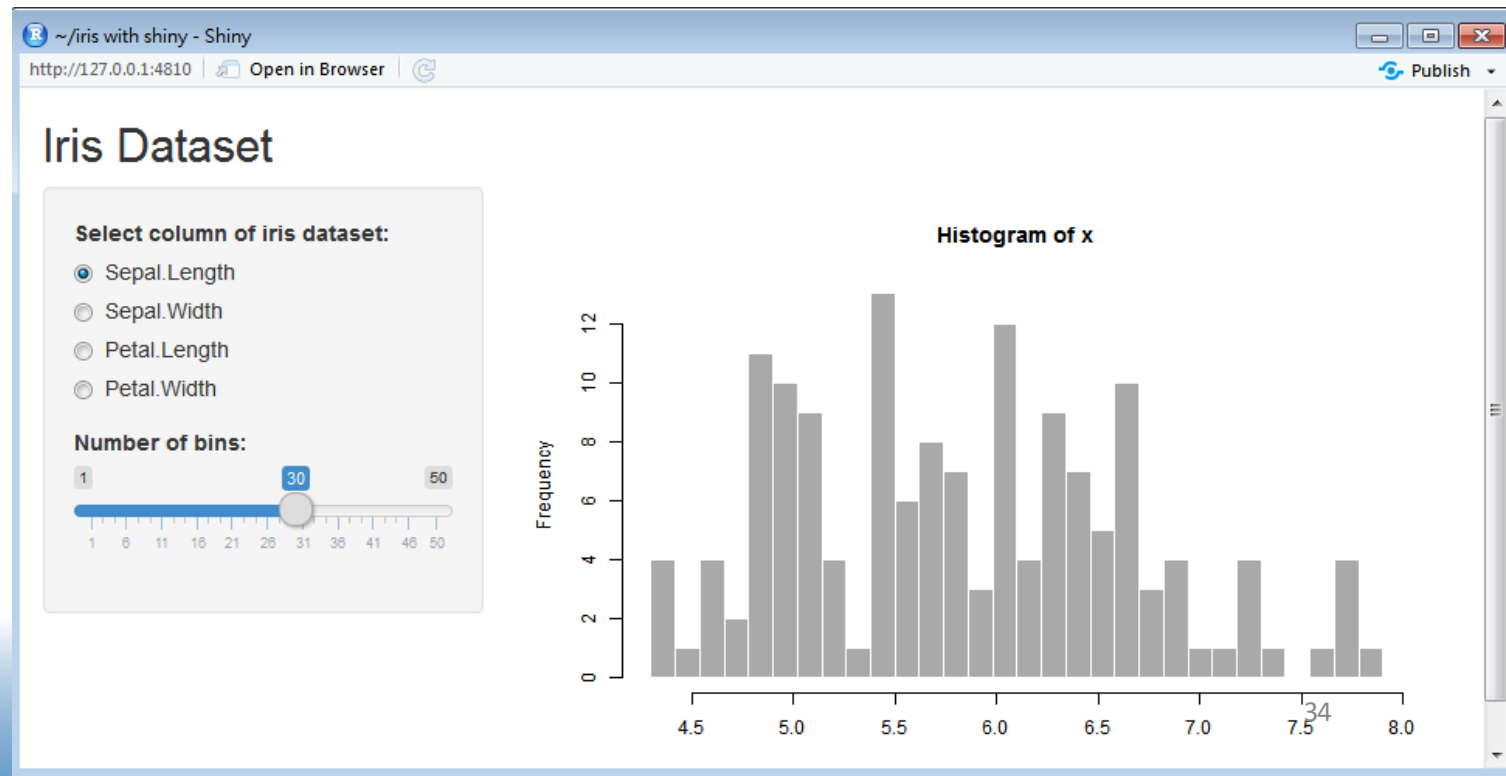 ~/iris with shiny - Shiny
http://127.0.0.1:4810 Open in Browser Publish
Iris Dataset
Select column of iris dataset:
Sepal.Length
Sepal.Width
Petal.Length
Petal.Width
Number of bins:
1 30 50
1 6 11 16 21 26 31 36 41 46 50
Histogram of x
Frequency
0 2 4 6 8 10 12
4.5 5.0 5.5 6.0 6.5 7.0 7.5 8.0
34